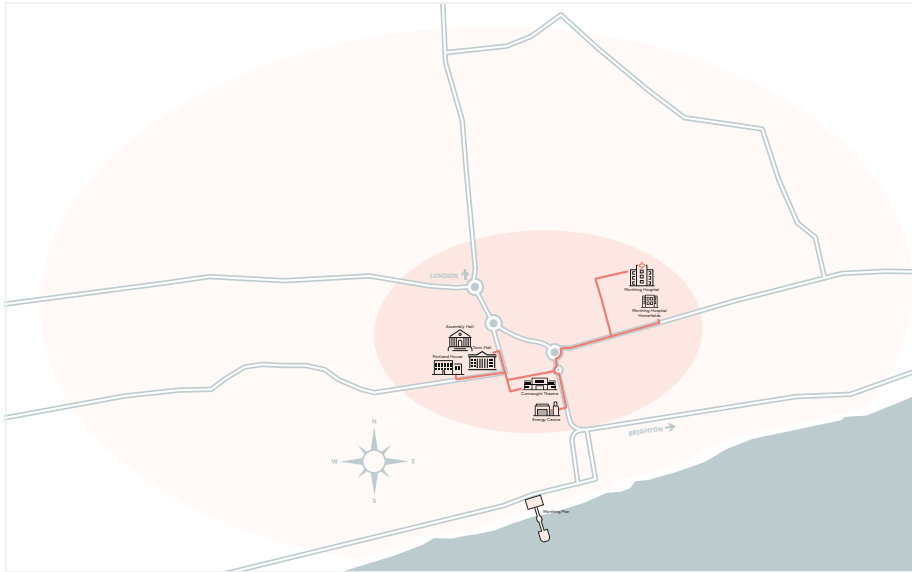 LONDON
Worthing Hospital
Worthing Hospital
Homefields
Assembly Hall
Town Hall
Portland House
Connaught Theatre
Energy Centre
BRIGHTON
N
W
E
S
Worthing Pier